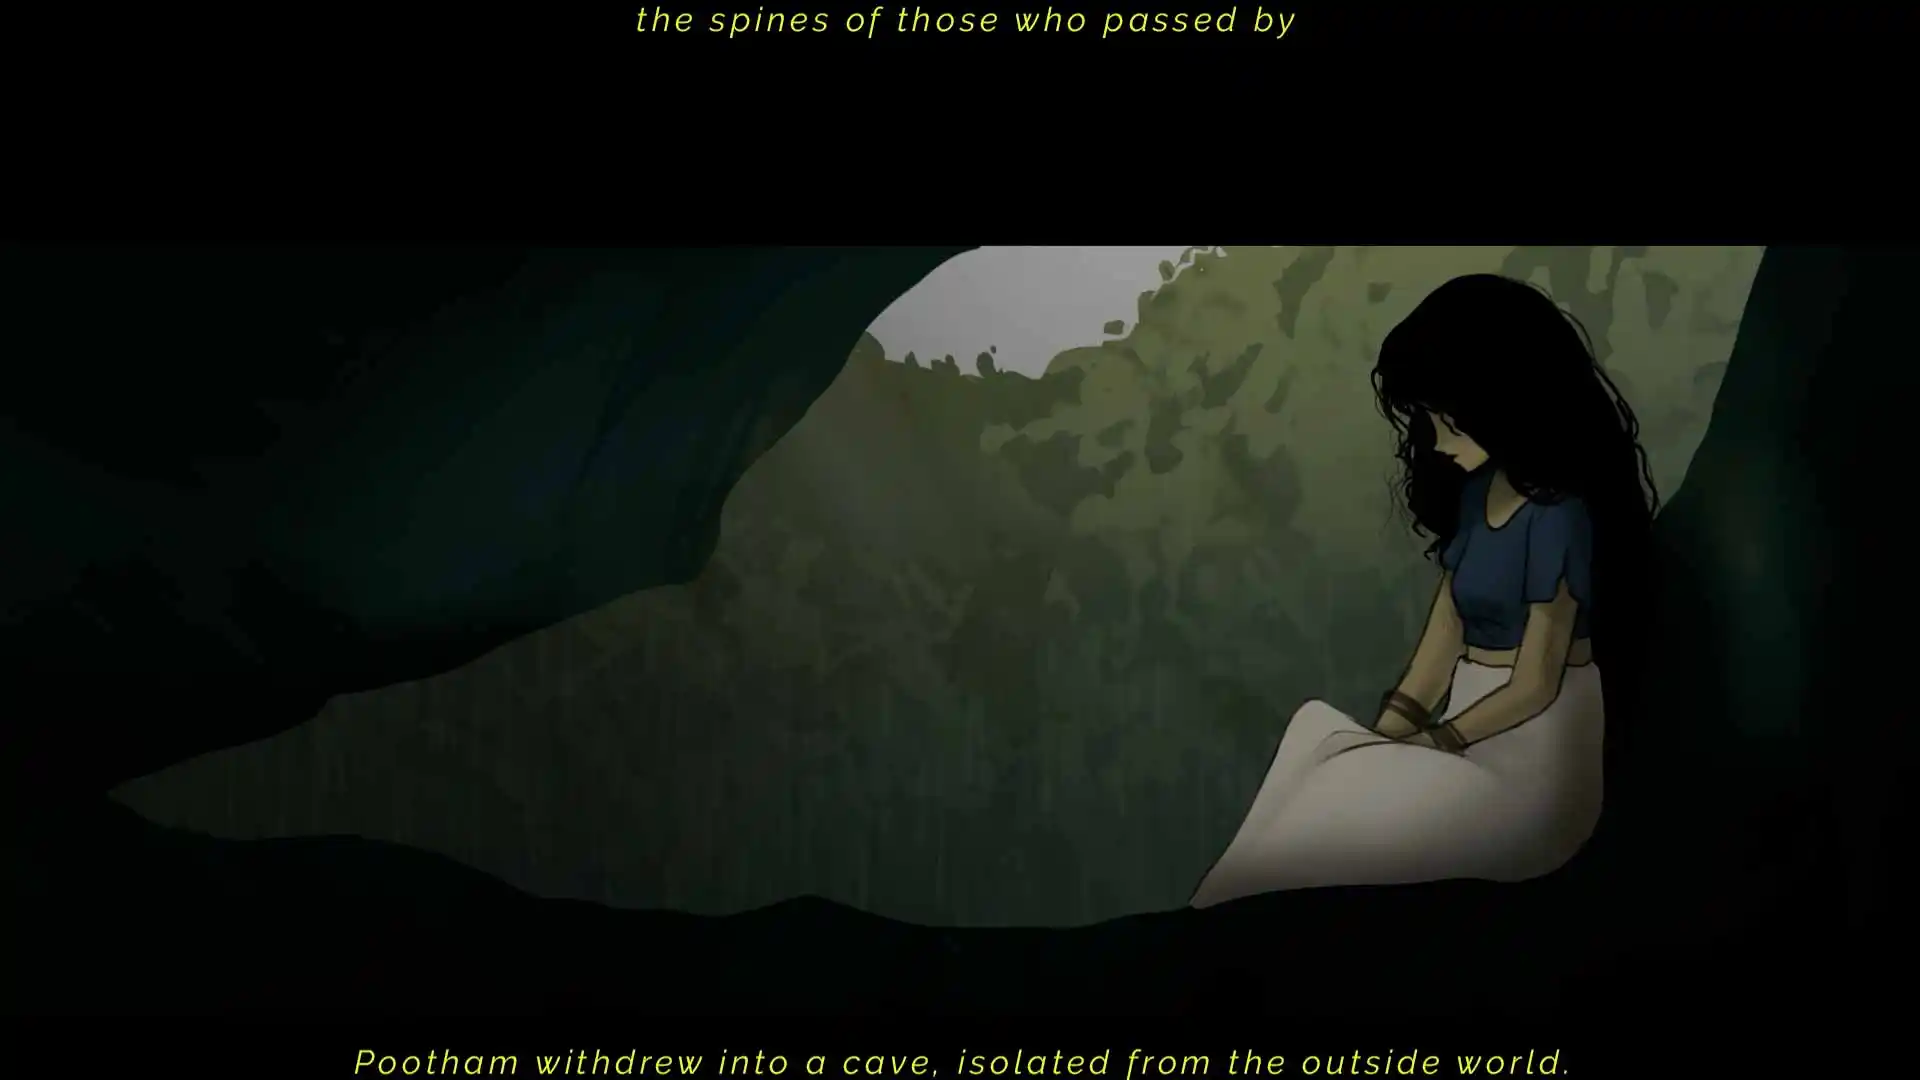 the spines of those who passed by
Pootham withdrew into a cave, isolated from the outside world.